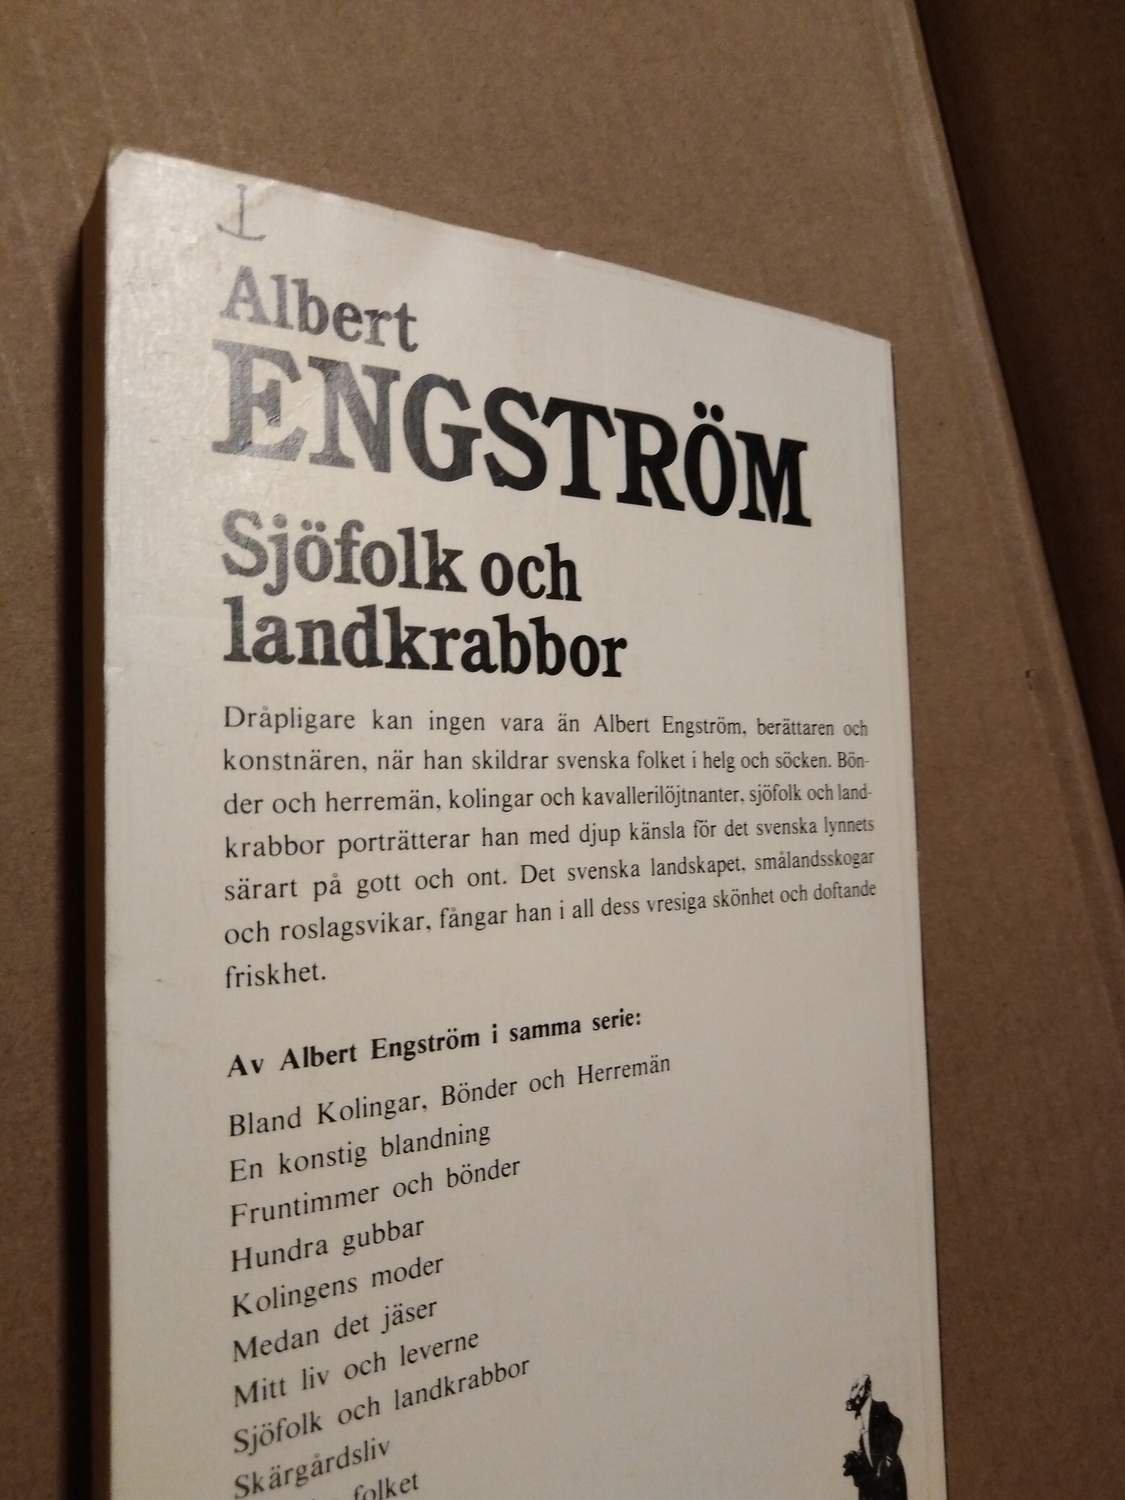 Albert
ENGSTRÖM
Sjöfolk och
landkrabbor
Dråpligare kan ingen vara än Albert Engström, berättaren och
konstnären, när han skildrar svenska folket i helg och söcken. Bön-
der och herremän, kolingar och kavallerilöjtnanter, sjöfolk och land-
krabbor porträtterar han med djup känsla för det svenska lynnets
särart på gott och ont. Det svenska landskapet, smålandsskogar
och roslagsvikar, fångar han i all dess vresiga skönhet och doftande
friskhet.
Av Albert Engström i samma serie:
Bland Kolingar, Bönder och Herremän
En konstig blandning
Fruntimmer och bönder
Hundra gubbar
Kolingens moder
Medan det jäser
Mitt liv och leverne
Sjöfolk och landkrabbor
Skärgårdsliv
folket